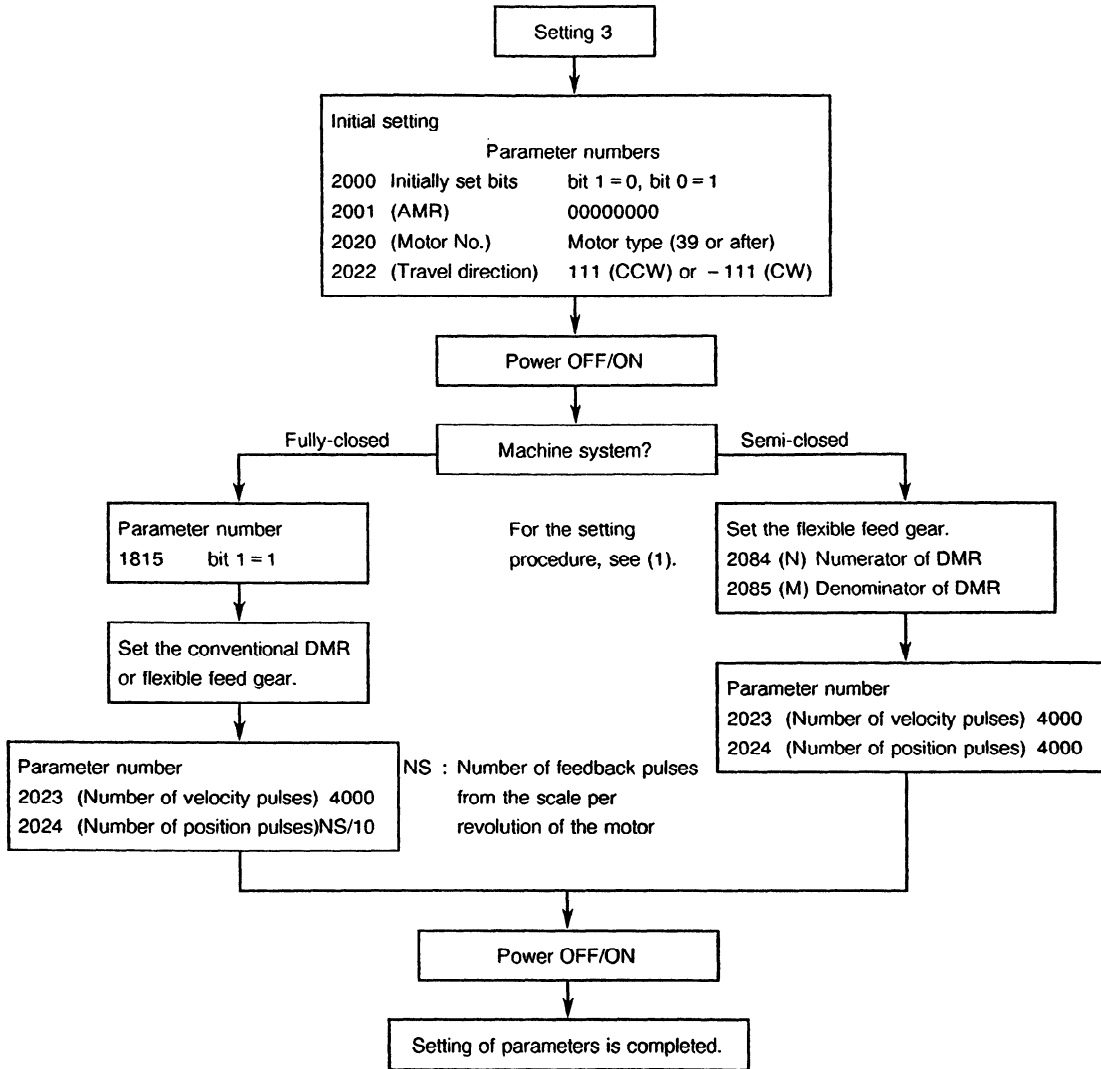 Setting 3
Initial setting
Parameter numbers
2000 Initially set bits bit 1 = 0, bit 0 = 1
2001 (AMR) 00000000
2020 (Motor No.) Motor type (39 or after)
2022 (Travel direction) 111 (CCW) or −111 (CW)
Power OFF/ON
Fully-closed
Machine system?
Semi-closed
Parameter number
1815 bit 1 = 1
For the setting
procedure, see (1).
Set the flexible feed gear.
2084 (N) Numerator of DMR
2085 (M) Denominator of DMR
Set the conventional DMR
or flexible feed gear.
Parameter number
2023 (Number of velocity pulses) 4000
2024 (Number of position pulses) 4000
Parameter number
2023 (Number of velocity pulses) 4000
2024 (Number of position pulses)NS/10
NS : Number of feedback pulses
from the scale per
revolution of the motor
Power OFF/ON
Setting of parameters is completed.